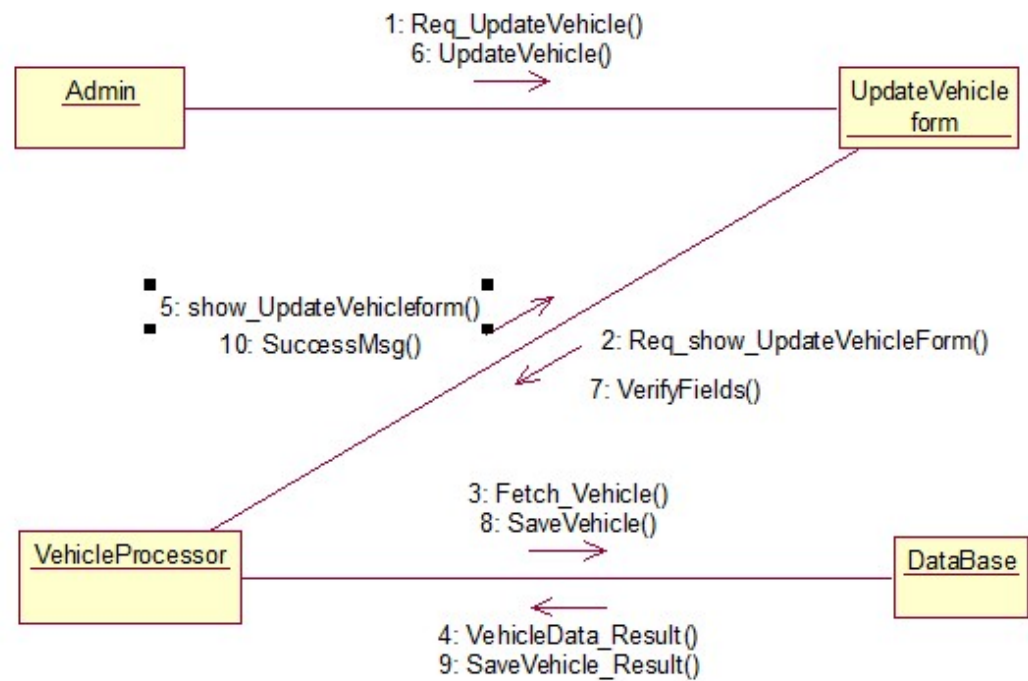 1: Req_UpdateVehicle()
6: UpdateVehicle()
Admin
UpdateVehicle
form
5: show_UpdateVehicleform()
10: SuccessMsg()
2: Req_show_UpdateVehicleForm()
7: VerifyFields()
3: Fetch_Vehicle()
8: SaveVehicle()
VehicleProcessor
DataBase
4: VehicleData_Result()
9: SaveVehicle_Result()